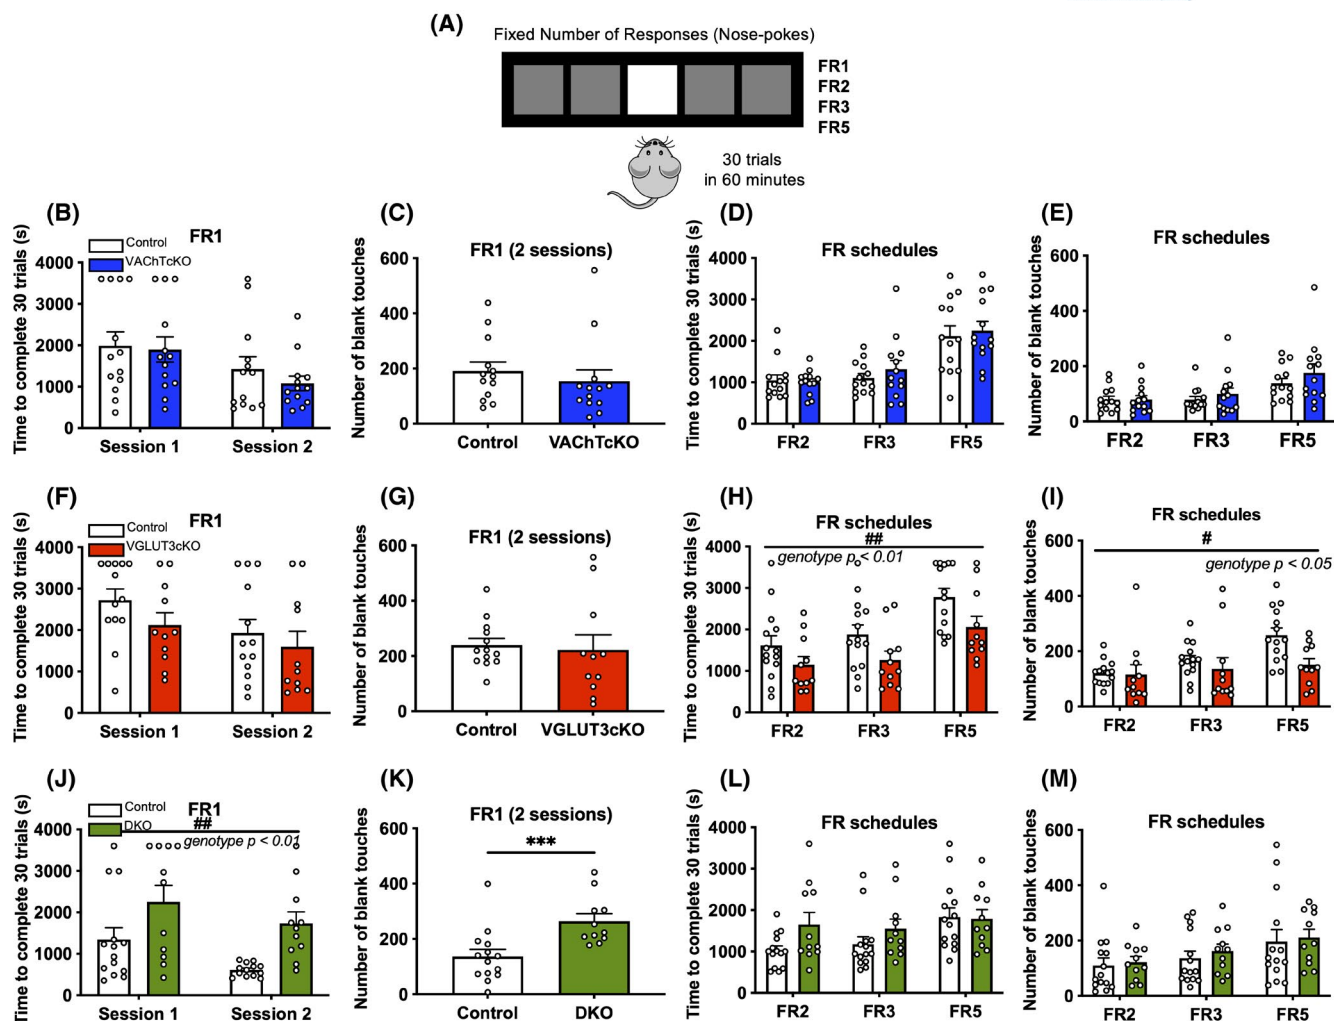 (A)
Fixed Number of Responses (Nose-pokes)
FR1
FR2
FR3
FR5
30 trials
in 60 minutes
(B)
FR1
Control
VAChTcKO
Time to complete 30 trials (s)
4000
3000
2000
1000
0
Session 1
Session 2
(C)
FR1 (2 sessions)
Number of blank touches
600
400
200
0
Control
VAChTcKO
(D)
FR schedules
Time to complete 30 trials (s)
4000
3000
2000
1000
0
FR2
FR3
FR5
(E)
FR schedules
Number of blank touches
600
400
200
0
FR2
FR3
FR5
(F)
FR1
Control
VGLUT3cKO
Time to complete 30 trials (s)
4000
3000
2000
1000
0
Session 1
Session 2
(G)
FR1 (2 sessions)
Number of blank touches
600
400
200
0
Control
VGLUT3cKO
(H)
FR schedules
##
genotype p < 0.01
Time to complete 30 trials (s)
4000
3000
2000
1000
0
FR2
FR3
FR5
(I)
FR schedules
#
genotype p < 0.05
Number of blank touches
600
400
200
0
FR2
FR3
FR5
(J)
FR1
Control
DKO
##
genotype p < 0.01
Time to complete 30 trials (s)
4000
3000
2000
1000
0
Session 1
Session 2
(K)
FR1 (2 sessions)
***
Number of blank touches
600
400
200
0
Control
DKO
(L)
FR schedules
Time to complete 30 trials (s)
4000
3000
2000
1000
0
FR2
FR3
FR5
(M)
FR schedules
Number of blank touches
600
400
200
0
FR2
FR3
FR5